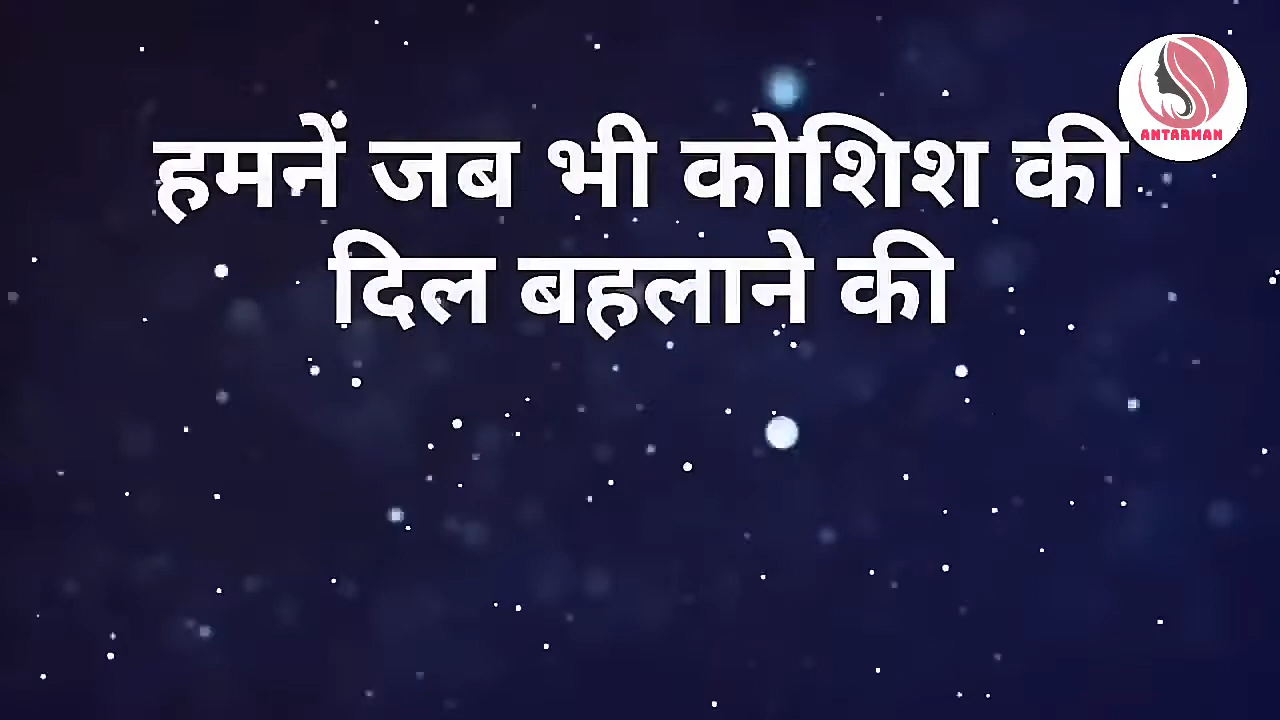 हमनें जब भी कोशिश की
दिल बहलाने की
ANTARMAN